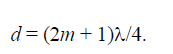 d = (2m + 1)λ/4.